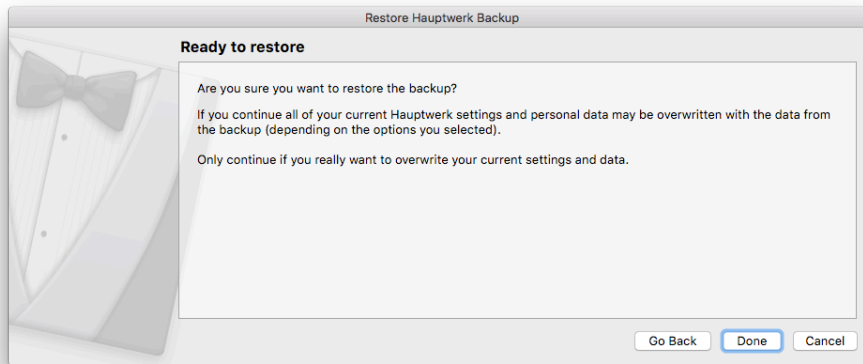 Restore Hauptwerk Backup
Ready to restore
Are you sure you want to restore the backup?
If you continue all of your current Hauptwerk settings and personal data may be overwritten with the data from
the backup (depending on the options you selected).
Only continue if you really want to overwrite your current settings and data.
Go Back Done Cancel